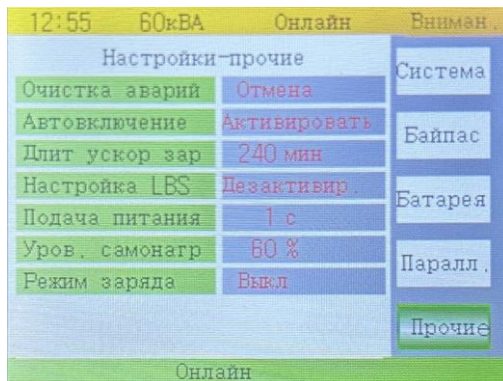 12:55 60кВА Онлайн Вниман.
Настройки-прочие
Очистка аварий Отмена
Автовключение Активировать
Длит ускор зар 240 мин
Настройка LBS Дезактивир.
Подача питания 1 с
Уров. самонагр 60 %
Режим заряда Выкл
Система
Байпас
Батарея
Паралл.
Прочие
Онлайн